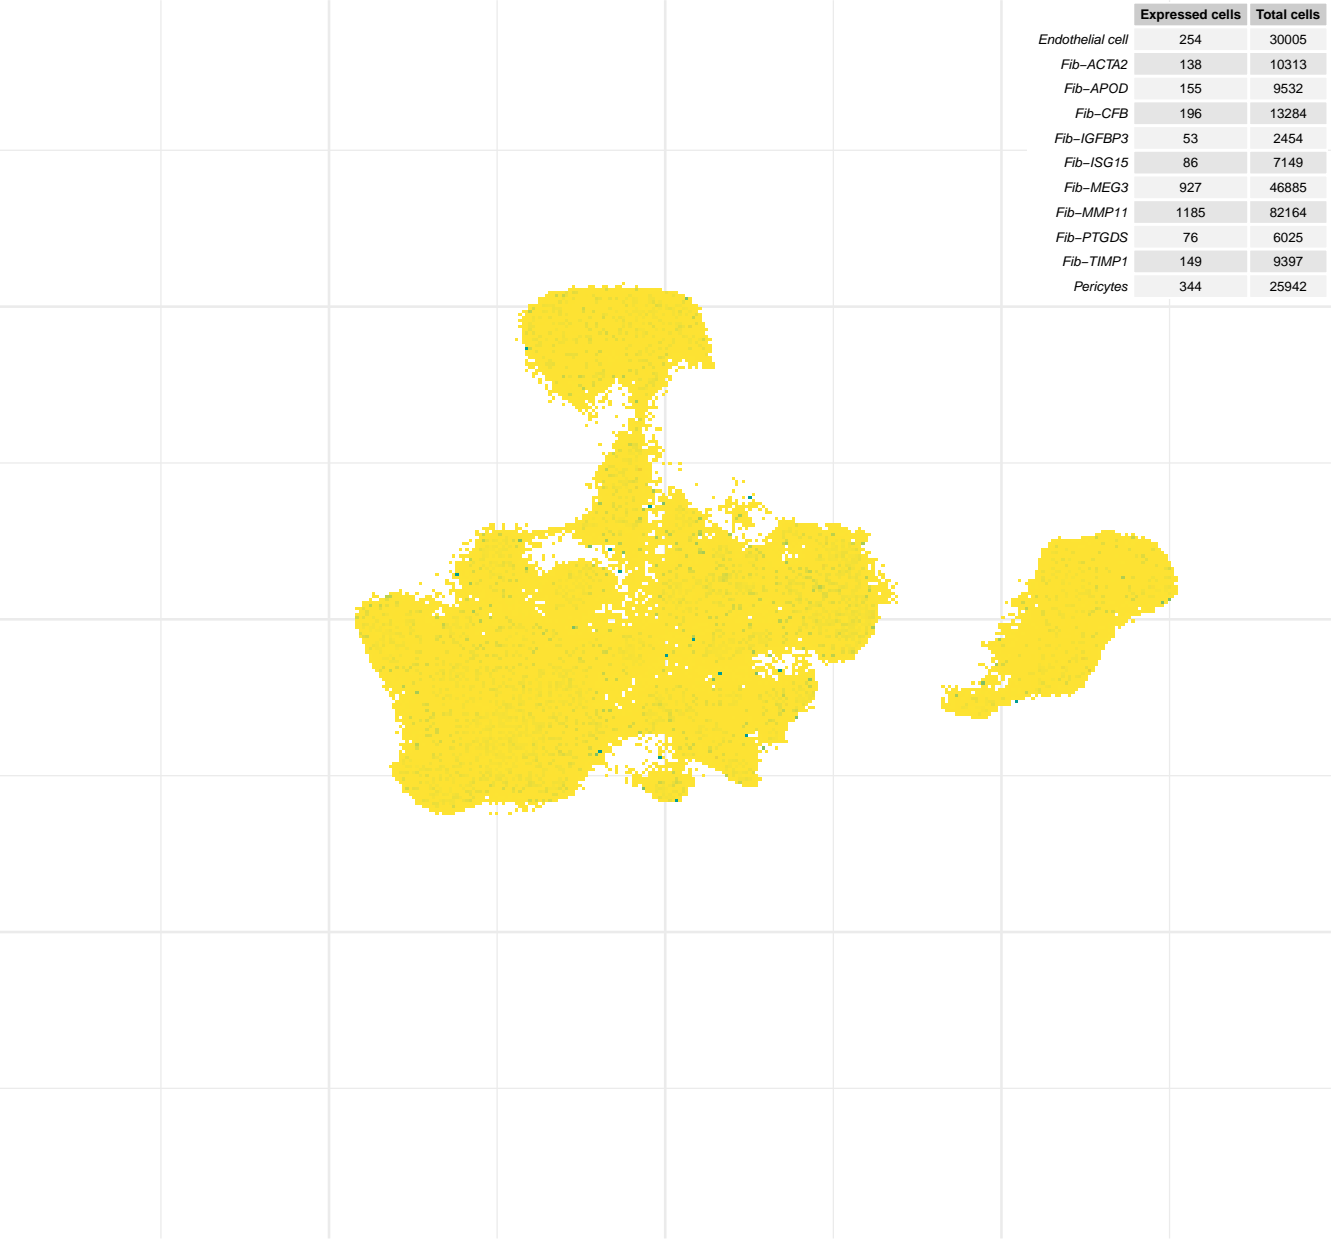 Expressed cells Total cells
Endothelial cell 254 30005
Fib−ACTA2 138 10313
Fib−APOD 155 9532
Fib−CFB 196 13284
Fib−IGFBP3 53 2454
Fib−ISG15 86 7149
Fib−MEG3 927 46885
Fib−MMP11 1185 82164
Fib−PTGDS 76 6025
Fib−TIMP1 149 9397
Pericytes 344 25942